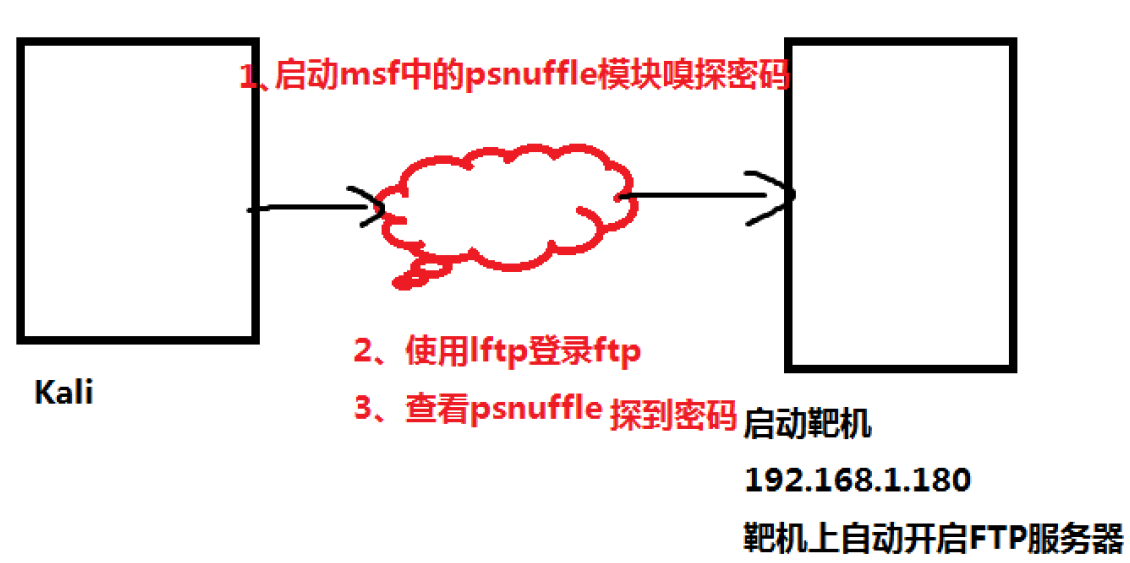 1、启动msf中的psnuffle模块嗅探密码
2、使用lftp登录ftp
3、查看psnuffle 探到密码
Kali
启动靶机
192.168.1.180
靶机上自动开启FTP服务器